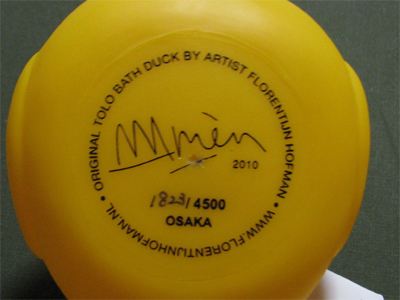 • ORIGINAL TOLO BATH DUCK BY ARTIST FLORENTIJN HOFMAN • WWW.FLORENTIJNHOFMAN.NL
2010
1823/4500
OSAKA